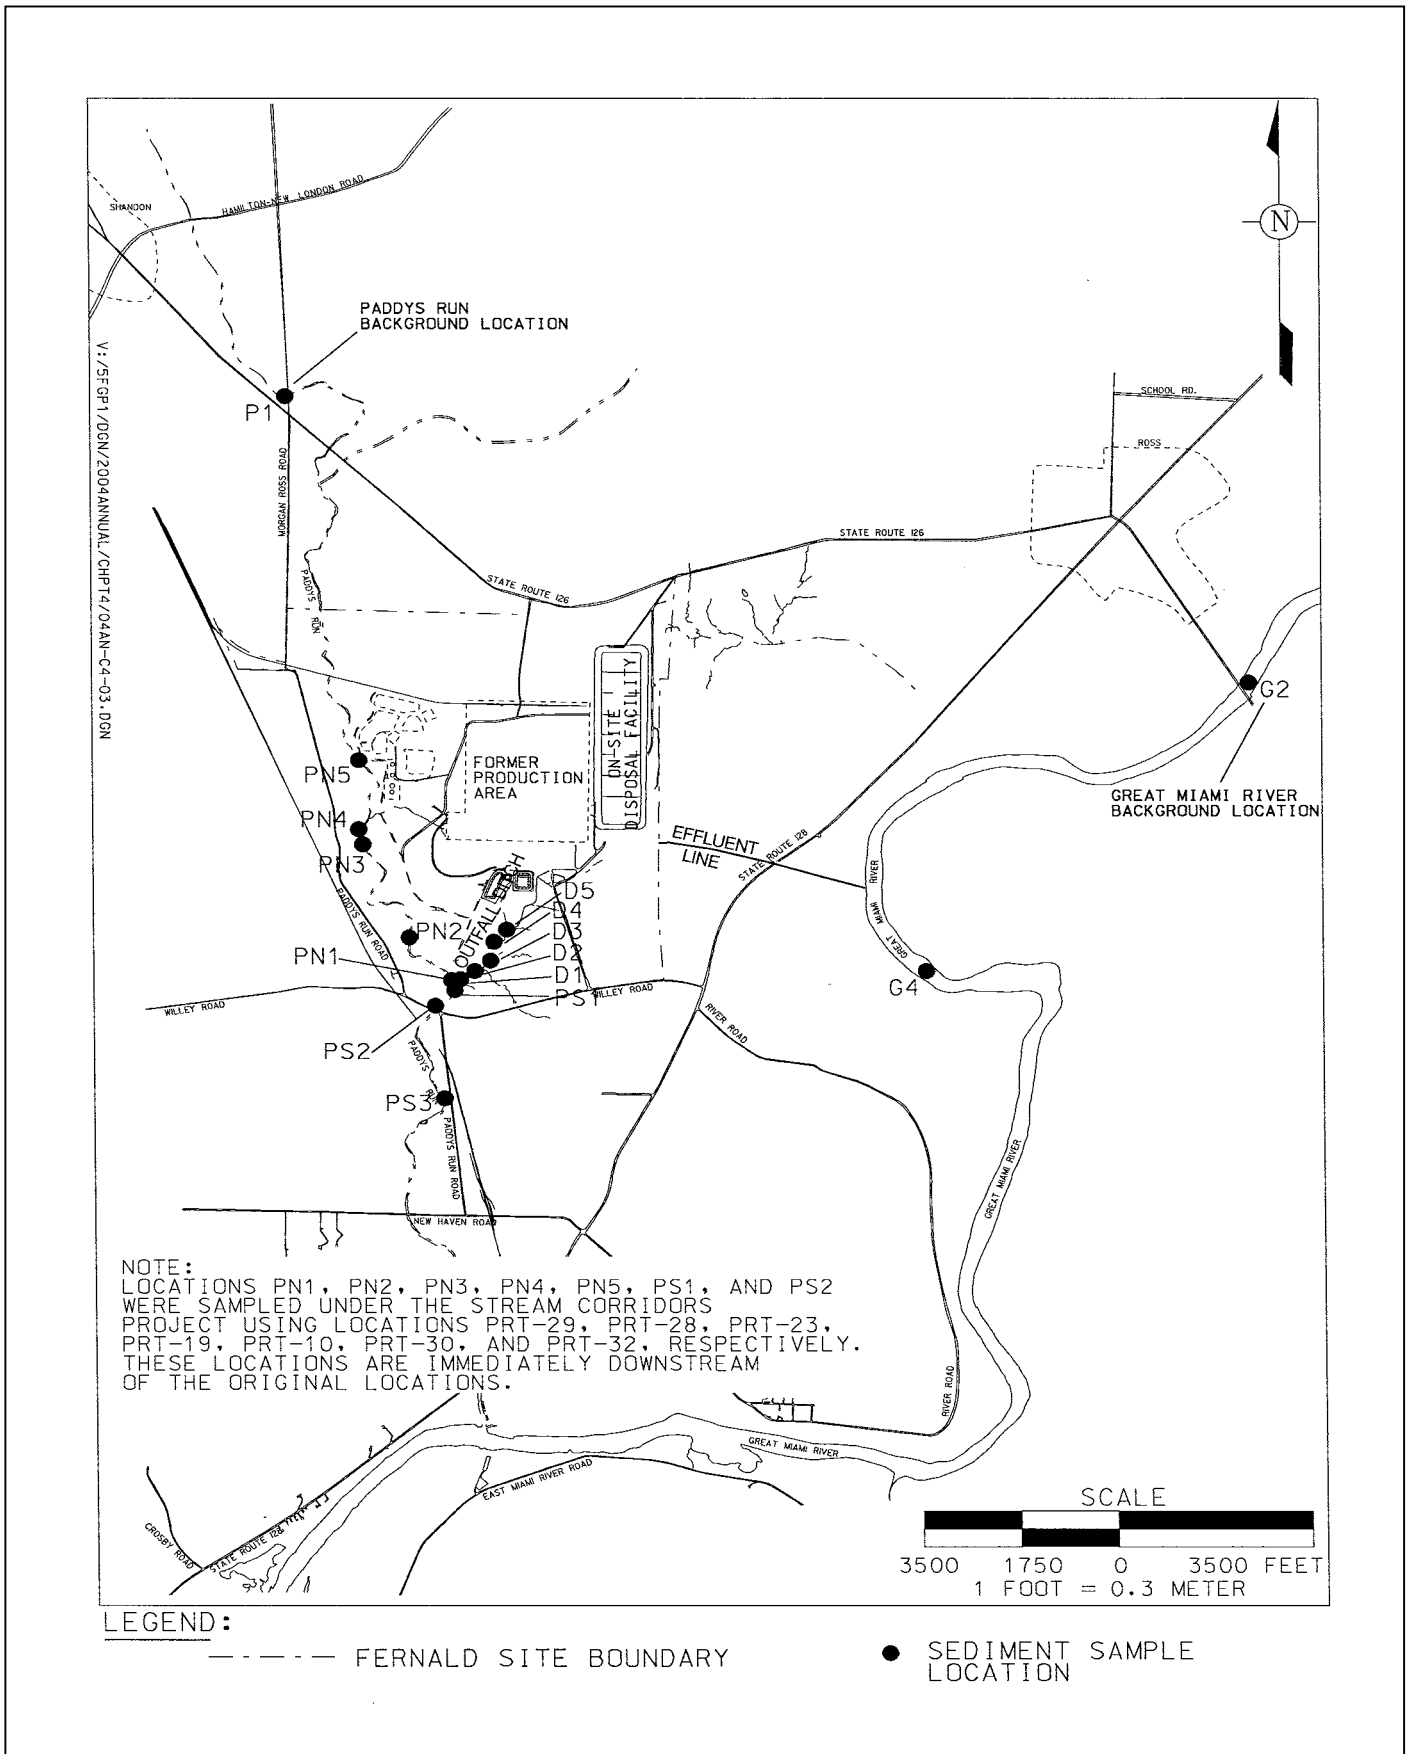 SHANDON
HAMILTON-NEW LONDON ROAD
N
PADDYS RUN
BACKGROUND LOCATION
V:/5FGP1/DGN/2004ANNUAL/CHPT4/04AN-C4-03.DGN
P1
SCHOOL RD.
ROSS
MORGAN ROSS ROAD
STATE ROUTE 126
STATE ROUTE 126
PADDYS RUN
G2
ON-SITE
DISPOSAL FACILITY
FORMER
PRODUCTION
AREA
PN5
GREAT MIAMI RIVER
BACKGROUND LOCATION
PN4
PN3
EFFLUENT
LINE
STATE ROUTE 128
GREAT MIAMI RIVER
PADDYS RUN ROAD
OUTFALL DITCH
D5
D4
PN2
D3
D2
PN1
D1
PS1
G4
WILLEY ROAD
WILLEY ROAD
RIVER ROAD
PS2
PADDYS RUN
PS3
PADDYS RUN ROAD
GREAT MIAMI RIVER
NEW HAVEN ROAD
NOTE:
LOCATIONS PN1, PN2, PN3, PN4, PN5, PS1, AND PS2
WERE SAMPLED UNDER THE STREAM CORRIDORS
PROJECT USING LOCATIONS PRT-29, PRT-28, PRT-23,
PRT-19, PRT-10, PRT-30, AND PRT-32, RESPECTIVELY.
THESE LOCATIONS ARE IMMEDIATELY DOWNSTREAM
OF THE ORIGINAL LOCATIONS.
RIVER ROAD
GREAT MIAMI RIVER
EAST MIAMI RIVER ROAD
CROSBY ROAD
STATE ROUTE 128
SCALE
3500 1750 0 3500 FEET
1 FOOT = 0.3 METER
LEGEND:
FERNALD SITE BOUNDARY
SEDIMENT SAMPLE
LOCATION